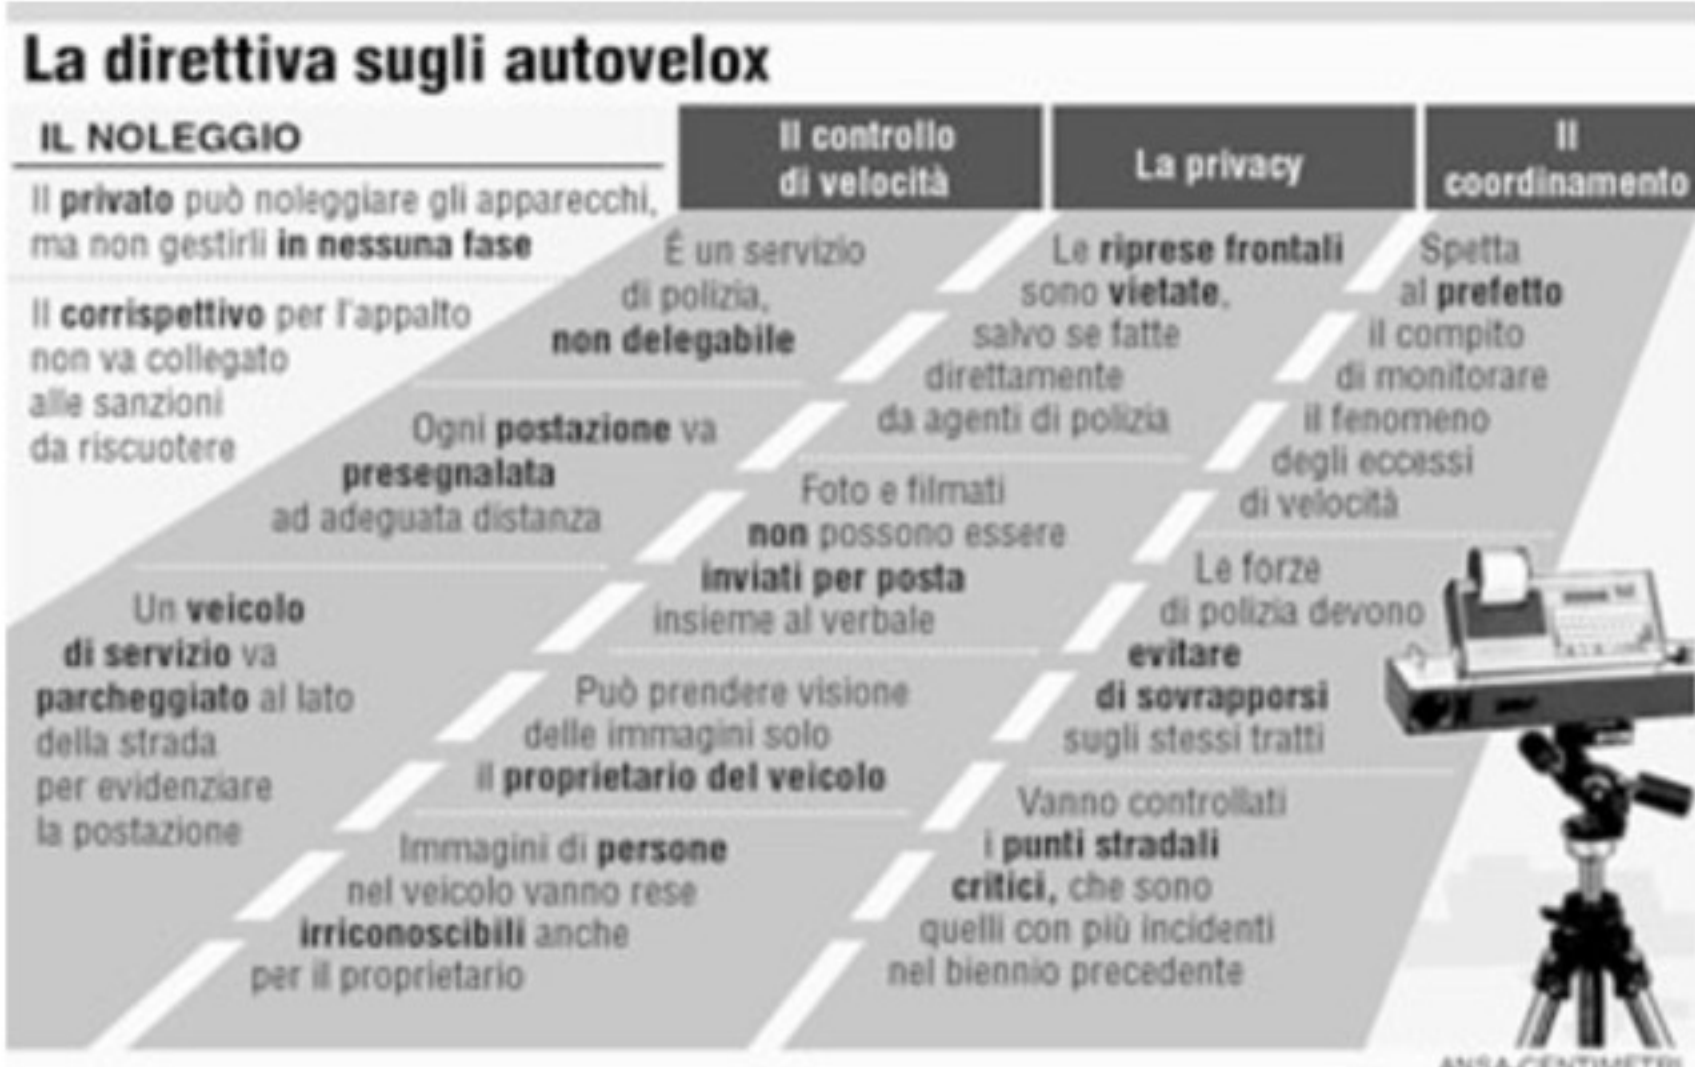 La direttiva sugli autovelox
IL NOLEGGIO
Il privato può noleggiare gli apparecchi,
ma non gestirli in nessuna fase
Il corrispettivo per l'appalto
non va collegato
alle sanzioni
da riscuotere
Il controllo
di velocità
É un servizio
di polizia,
non delegabile
Ogni postazione va
presegnalata
ad adeguata distanza
Un veicolo
di servizio va
parcheggiato al lato
della strada
per evidenziare
la postazione
La privacy
Le riprese frontali
sono vietate,
salvo se fatte
direttamente
da agenti di polizia
Foto e filmati
non possono essere
inviati per posta
insieme al verbale
Può prendere visione
delle immagini solo
il proprietario del veicolo
Immagini di persone
nel veicolo vanno rese
irriconoscibili anche
per il proprietario
Il
coordinamento
Spetta
al prefetto
il compito
di monitorare
il fenomeno
degli eccessi
di velocità
Le forze
di polizia devono
evitare
di sovrapporsi
sugli stessi tratti
Vanno controllati
i punti stradali
critici, che sono
quelli con più incidenti
nel biennio precedente
ANSA-CENTIMETRI